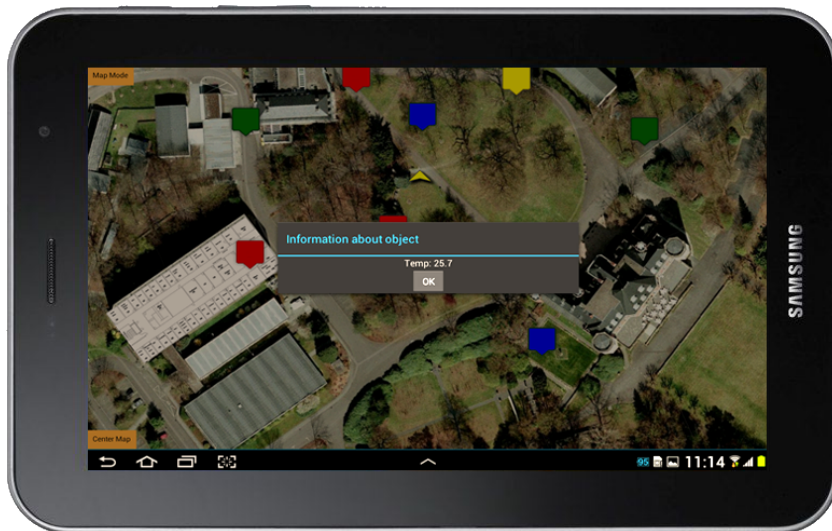 Map Mode
Information about object
Temp: 25.7
OK
Center Map
95
11:14
SAMSUNG